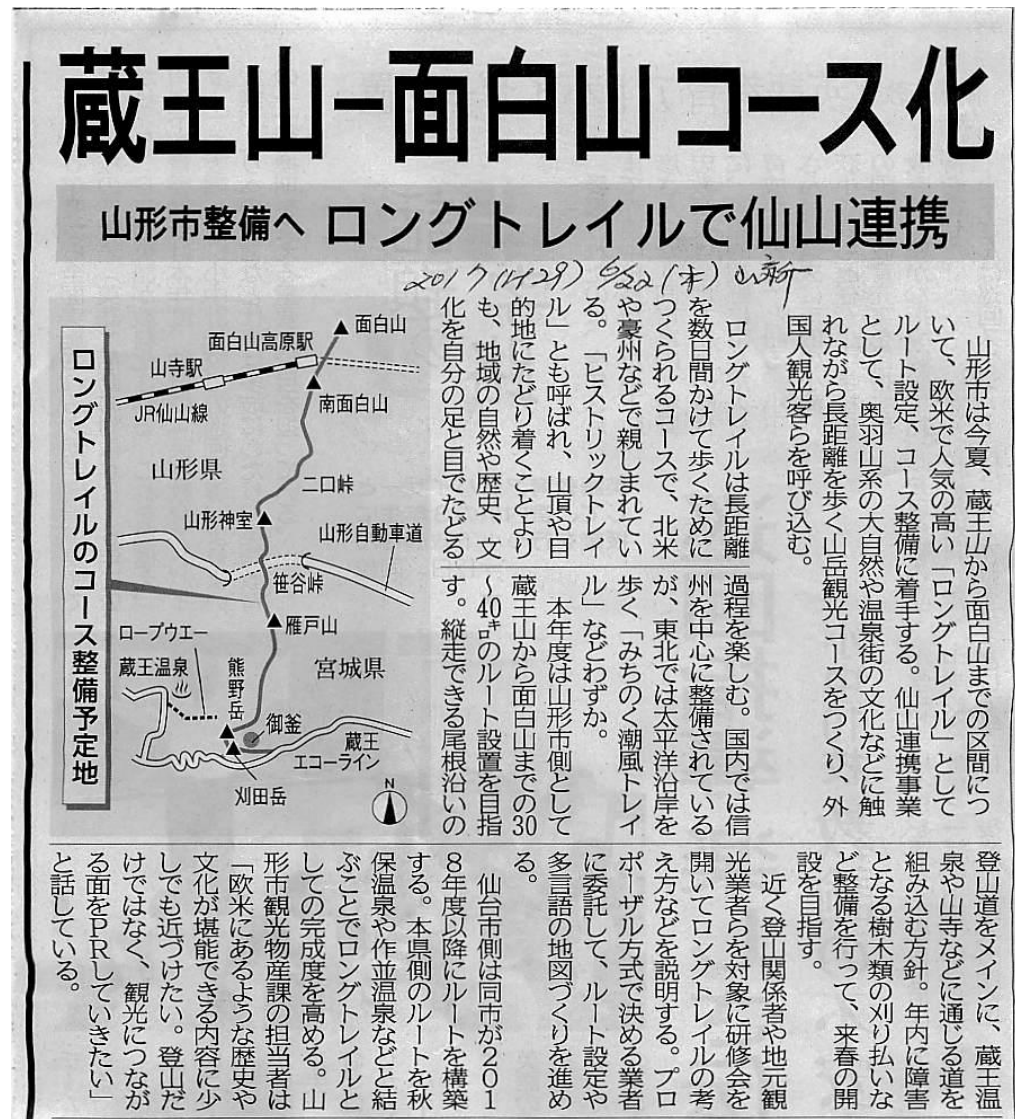 蔵王山ー面白山 コース化
山形市整備へ ロングトレイルで仙山連携
2017(H29) 6/22(木) 山新
山形市は今夏、蔵王山から面白山までの区間につ
いて、欧米で人気の高い「ロングトレイル」として
ルート設定、コース整備に着手する。仙山連携事業
として、奥羽山系の大自然や温泉街の文化などに触
れながら長距離を歩く山岳観光コースをつくり、外
国人観光客らを呼び込む。
ロングトレイルは長距離
を数日間かけて歩くために
つくられるコースで、北米
や豪州などで親しまれてい
る。「ヒストリックトレイ
ル」とも呼ばれ、山頂や目
的地にたどり着くことより
も、地域の自然や歴史、文
化を自分の足と目でたどる
過程を楽しむ。国内では信
州を中心に整備されている
が、東北では太平洋沿岸を
歩く「みちのく潮風トレイ
ル」などわずか。
本年度は山形市側として
蔵王山から面白山までの30
〜40㌔のルート設置を目指
す。縦走できる尾根沿いの
登山道をメインに、蔵王温
泉や山寺などに通じる道を
組み込む方針。年内に障害
となる樹木類の刈り払いな
ど整備を行って、来春の開
設を目指す。
近く登山関係者や地元観
光業者らを対象に研修会を
開いてロングトレイルの考
え方などを説明する。プロ
ポーザル方式で決める業者
に委託して、ルート設定や
多言語の地図づくりを進め
る。
仙台市側は同市が201
8年度以降にルートを構築
する。本県側のルートを秋
保温泉や作並温泉などと結
ぶことでロングトレイルと
しての完成度を高める。山
形市観光物産課の担当者は
「欧米にあるような歴史や
文化が堪能できる内容に少
しでも近づけたい。登山だ
けではなく、観光につなが
る面をPRしていきたい」
と話している。
ロングトレイルのコース整備予定地
面白山
面白山高原駅
山寺駅
JR仙山線
南面白山
山形県
二口峠
山形神室
山形自動車道
笹谷峠
雁戸山
ロープウエー
蔵王温泉
熊野岳
宮城県
御釜
蔵王
エコーライン
刈田岳
N